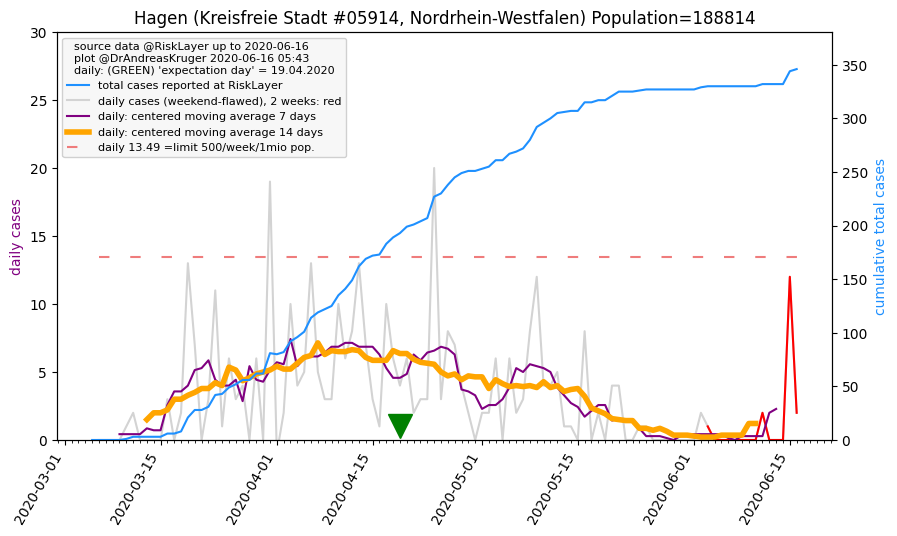 Hagen (Kreisfreie Stadt #05914, Nordrhein-Westfalen) Population=188814
source data @RiskLayer up to 2020-06-16
plot @DrAndreasKruger 2020-06-16 05:43
daily: (GREEN) 'expectation day' = 19.04.2020
total cases reported at RiskLayer
daily cases (weekend-flawed), 2 weeks: red
daily: centered moving average 7 days
daily: centered moving average 14 days
daily 13.49 =limit 500/week/1mio pop.
daily cases
30
25
20
15
10
5
0
cumulative total cases
350
300
250
200
150
100
50
0
2020-03-01
2020-03-15
2020-04-01
2020-04-15
2020-05-01
2020-05-15
2020-06-01
2020-06-15